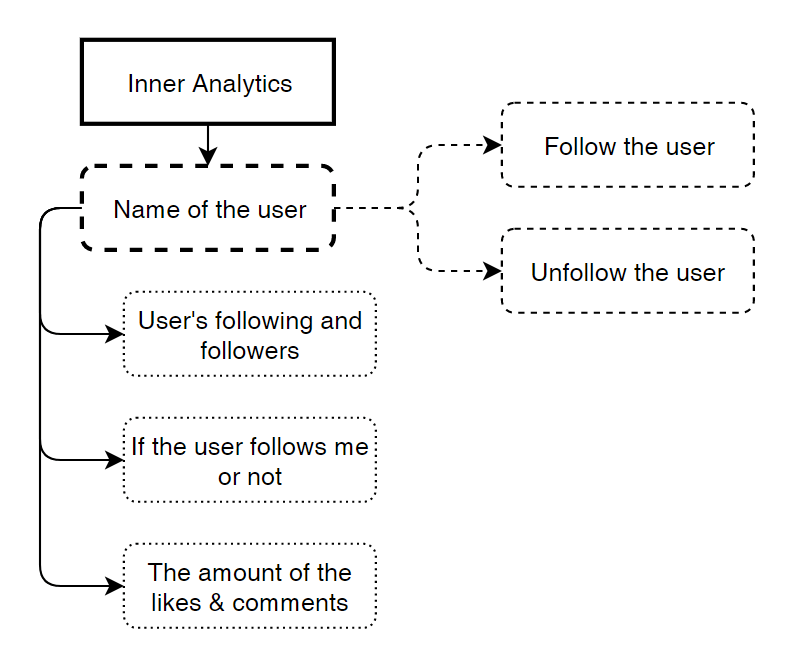 Inner Analytics
Follow the user
Name of the user
Unfollow the user
User's following and
followers
If the user follows me
or not
The amount of the
likes & comments